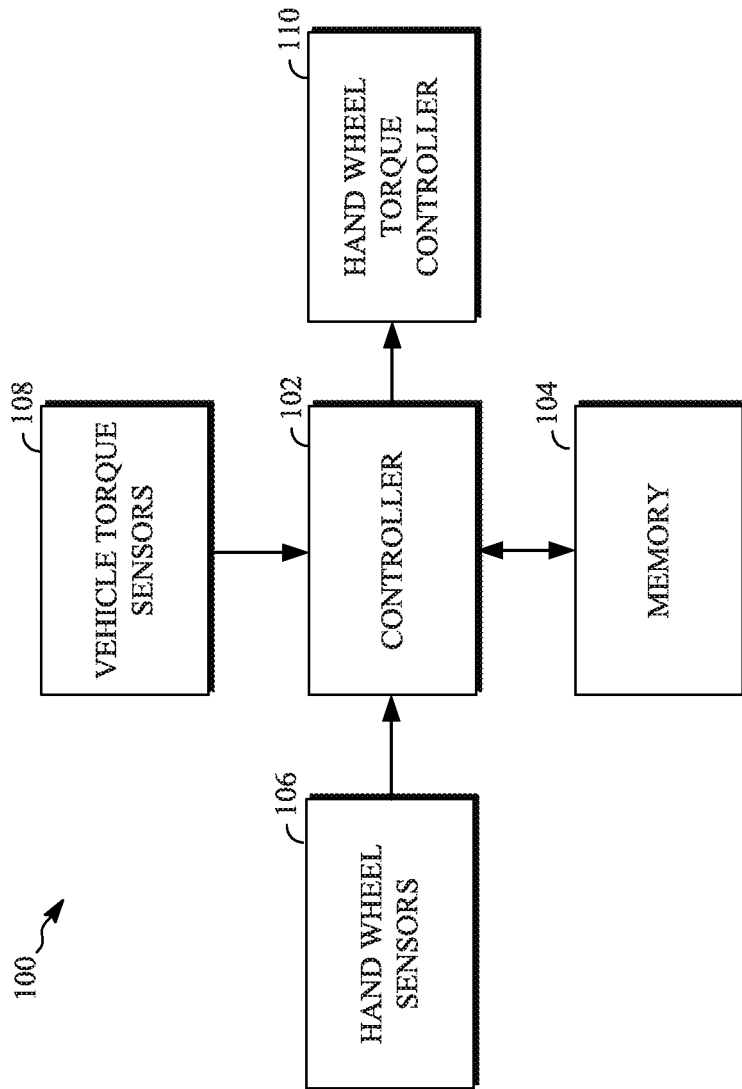 100
108
VEHICLE TORQUE
SENSORS
106
HAND WHEEL
SENSORS
102
CONTROLLER
110
HAND WHEEL
TORQUE
CONTROLLER
104
MEMORY